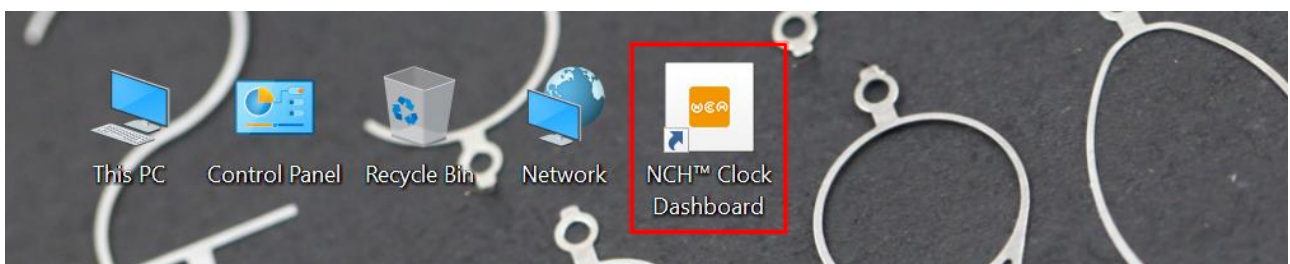 This PC
Control Panel
Recycle Bin
Network
NCH™ Clock
Dashboard